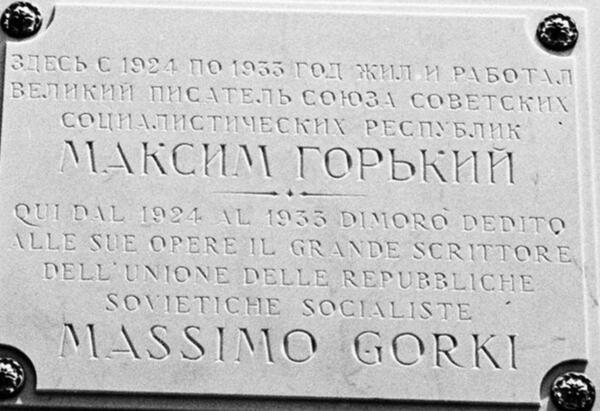 ЗДЕСЬ С 1924 ПО 1933 ГОД ЖИЛ И РАБОТАЛ
ВЕЛИКИЙ ПИСАТЕЛЬ СОЮЗА СОВЕТСКИХ
СОЦИАЛИСТИЧЕСКИХ РЕСПУБЛИК
МАКСИМ ГОРЬКИЙ
QUI DAL 1924 AL 1933 DIMORÒ DEDITO
ALLE SUE OPERE IL GRANDE SCRITTORE
DELL'UNIONE DELLE REPUBBLICHE
SOVIETICHE SOCIALISTE
MASSIMO GORKI